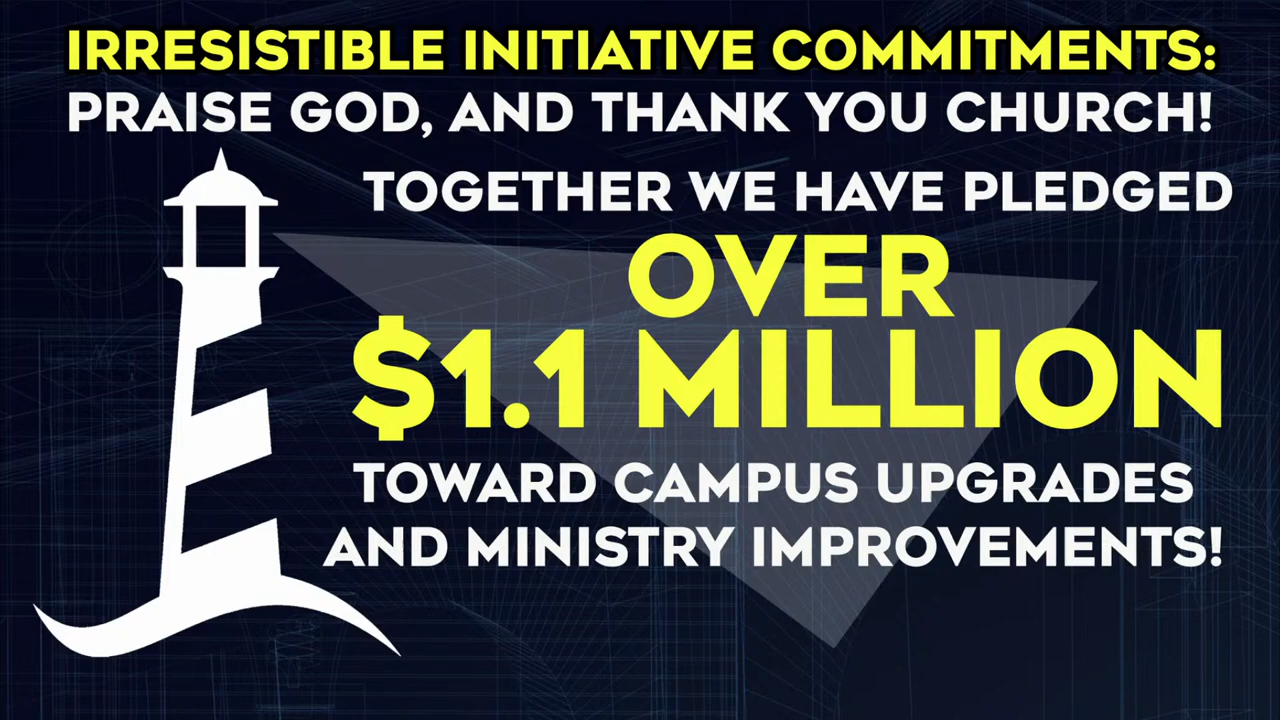 IRRESISTIBLE INITIATIVE COMMITMENTS:
PRAISE GOD, AND THANK YOU CHURCH!
TOGETHER WE HAVE PLEDGED
OVER
$1.1 MILLION
TOWARD CAMPUS UPGRADES
AND MINISTRY IMPROVEMENTS!